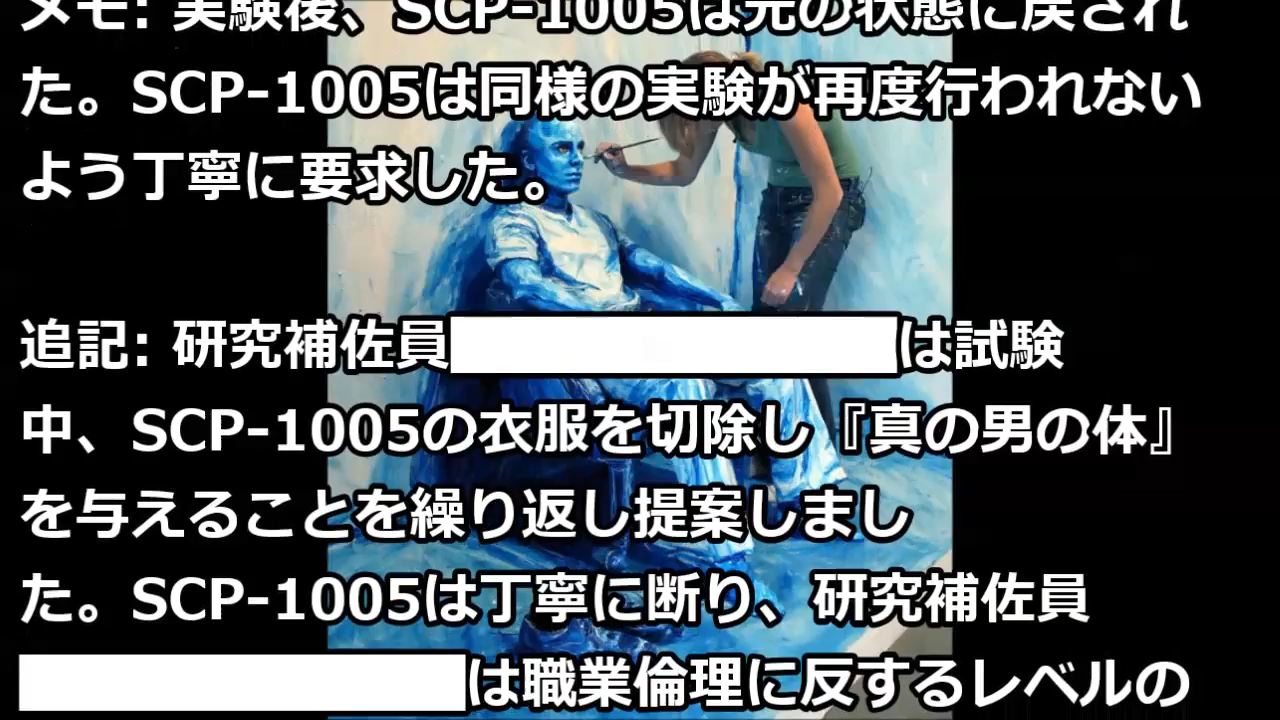 メモ: 実験後、SCP-1005は元の状態に戻され
た。SCP-1005は同様の実験が再度行われない
よう丁寧に要求した。
追記: 研究補佐員 は試験
中、SCP-1005の衣服を切除し『真の男の体』
を与えることを繰り返し提案しまし
た。SCP-1005は丁寧に断り、研究補佐員
は職業倫理に反するレベルの